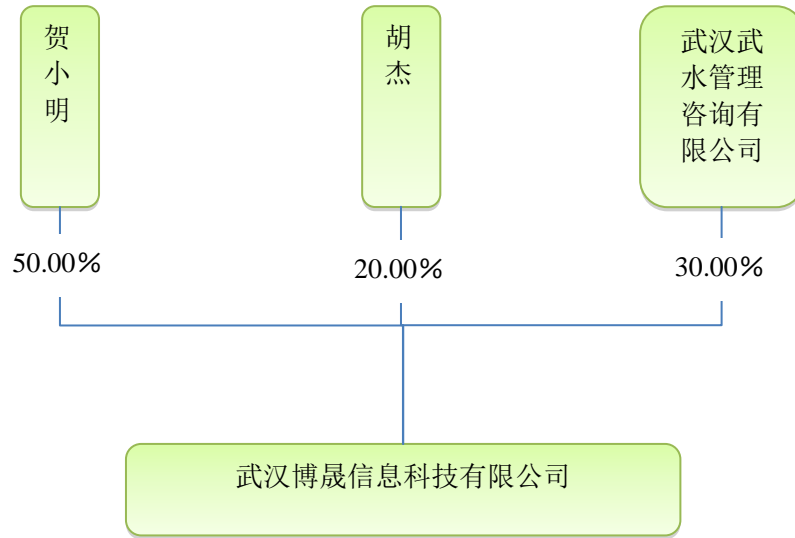 贺
小
明
胡
杰
武汉武
水管理
咨询有
限公司
50.00%
20.00%
30.00%
武汉博晟信息科技有限公司